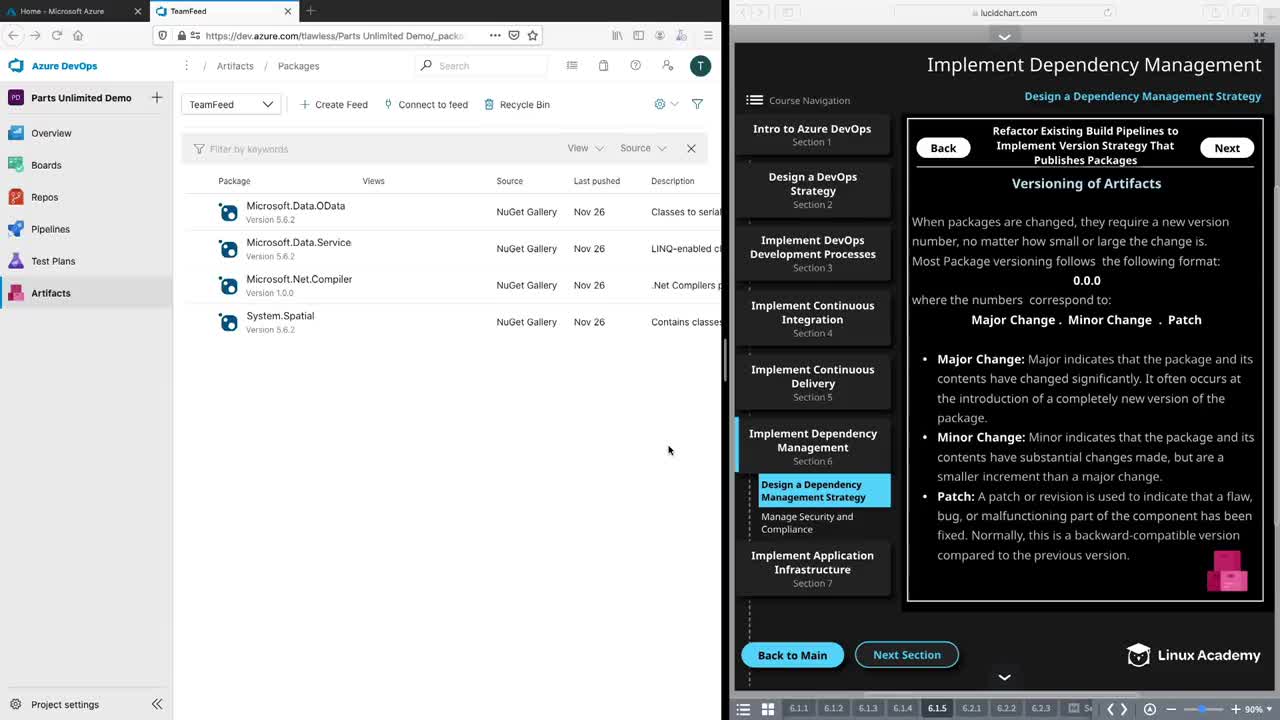 Home - Microsoft Azure
TeamFeed
https://dev.azure.com/tlawless/Parts Unlimited Demo/_packa
Azure DevOps
Artifacts / Packages
Search
T
PD
Parts Unlimited Demo
Overview
Boards
Repos
Pipelines
Test Plans
Artifacts
Project settings
TeamFeed
Create Feed
Connect to feed
Recycle Bin
Filter by keywords
View
Source
Package Views Source Last pushed Description
Microsoft.Data.OData
Version 5.6.2
NuGet Gallery Nov 26 Classes to serial
Microsoft.Data.Service
Version 5.6.2
NuGet Gallery Nov 26 LINQ-enabled cl
Microsoft.Net.Compiler
Version 1.0.0
NuGet Gallery Nov 26 .Net Compilers p
System.Spatial
Version 5.6.2
NuGet Gallery Nov 26 Contains classes
lucidchart.com
Implement Dependency Management
Design a Dependency Management Strategy
Course Navigation
Intro to Azure DevOps
Section 1
Design a DevOps
Strategy
Section 2
Implement DevOps
Development Processes
Section 3
Implement Continuous
Integration
Section 4
Implement Continuous
Delivery
Section 5
Implement Dependency
Management
Section 6
Design a Dependency
Management Strategy
Manage Security and
Compliance
Implement Application
Infrastructure
Section 7
Back to Main
Next Section
Back
Refactor Existing Build Pipelines to
Implement Version Strategy That
Publishes Packages
Next
Versioning of Artifacts
When packages are changed, they require a new version
number, no matter how small or large the change is.
Most Package versioning follows the following format:
0.0.0
where the numbers correspond to:
Major Change . Minor Change . Patch
• Major Change: Major indicates that the package and its
contents have changed significantly. It often occurs at
the introduction of a completely new version of the
package.
• Minor Change: Minor indicates that the package and its
contents have substantial changes made, but are a
smaller increment than a major change.
• Patch: A patch or revision is used to indicate that a flaw,
bug, or malfunctioning part of the component has been
fixed. Normally, this is a backward-compatible version
compared to the previous version.
Linux Academy
6.1.1 6.1.2 6.1.3 6.1.4 6.1.5 6.2.1 6.2.2 6.2.3
90%